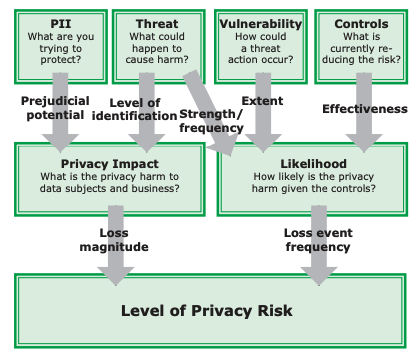 PII
What are you
trying to
protect?
Threat
What could
happen to
cause harm?
Vulnerability
How could
a threat
action occur?
Controls
What is
currently re-
ducing the risk?
Prejudicial
potential
Level of
identification
Strength/
frequency
Extent
Effectiveness
Privacy Impact
What is the privacy harm to
data subjects and business?
Likelihood
How likely is the privacy
harm given the controls?
Loss
magnitude
Loss event
frequency
Level of Privacy Risk